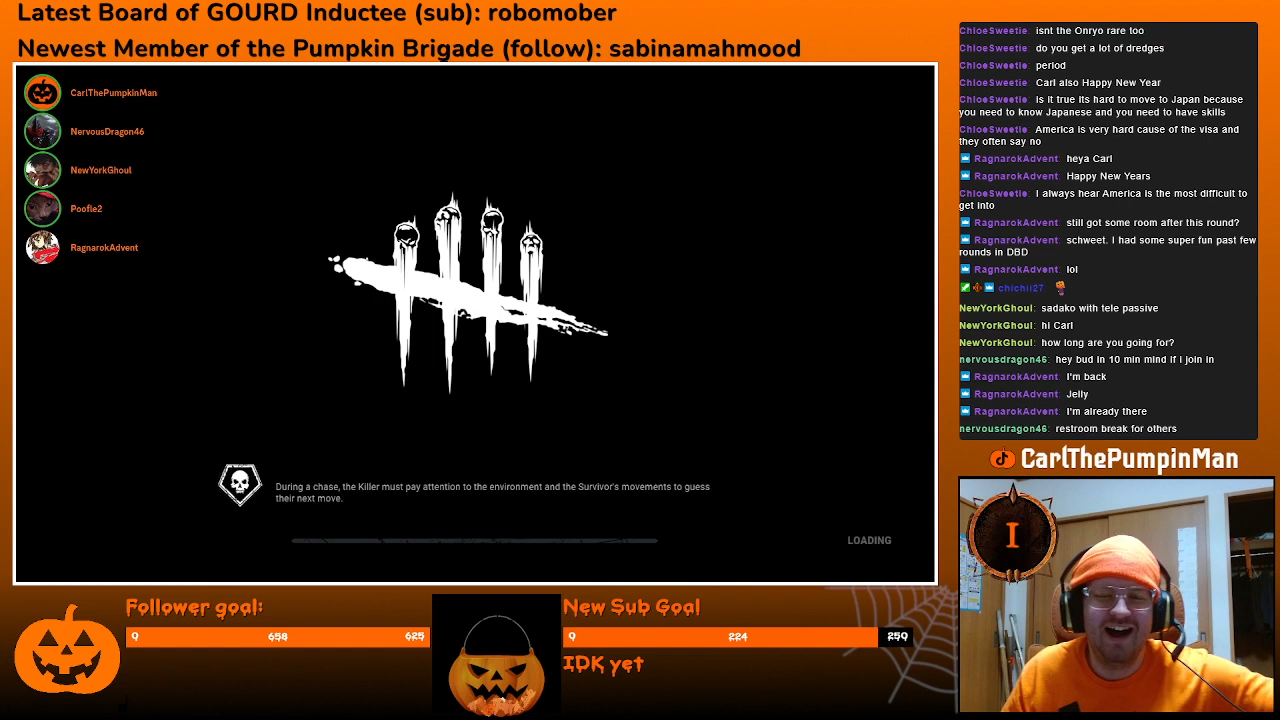 Latest Board of GOURD Inductee (sub): robomober
Newest Member of the Pumpkin Brigade (follow): sabinamahmood
CarlThePumpkinMan
NervousDragon46
NewYorkGhoul
Poofie2
RagnarokAdvent
During a chase, the Killer must pay attention to the environment and the Survivor's movements to guess
their next move.
LOADING
ChloeSweetie: isnt the Onryo rare too
ChloeSweetie: do you get a lot of dredges
ChloeSweetie: period
ChloeSweetie: Carl also Happy New Year
ChloeSweetie: Is it true its hard to move to Japan because
you need to know Japanese and you need to have skills
ChloeSweetie: America is very hard cause of the visa and
they often say no
RagnarokAdvent: heya Carl
RagnarokAdvent: Happy New Years
ChloeSweetie: I always hear America is the most difficult to
get into
RagnarokAdvent: still got some room after this round?
RagnarokAdvent: schweet. I had some super fun past few
rounds in DBD
RagnarokAdvent: lol
chichii27:
NewYorkGhoul: sadako with tele passive
NewYorkGhoul: hi Carl
NewYorkGhoul: how long are you going for?
nervousdragon46: hey bud in 10 min mind if I join in
RagnarokAdvent: I'm back
RagnarokAdvent: Jelly
RagnarokAdvent: I'm already there
nervousdragon46: restroom break for others
CarlThePumpinMan
I
Follower goal:
0 658 625
New Sub Goal
0 224 250
IDK yet